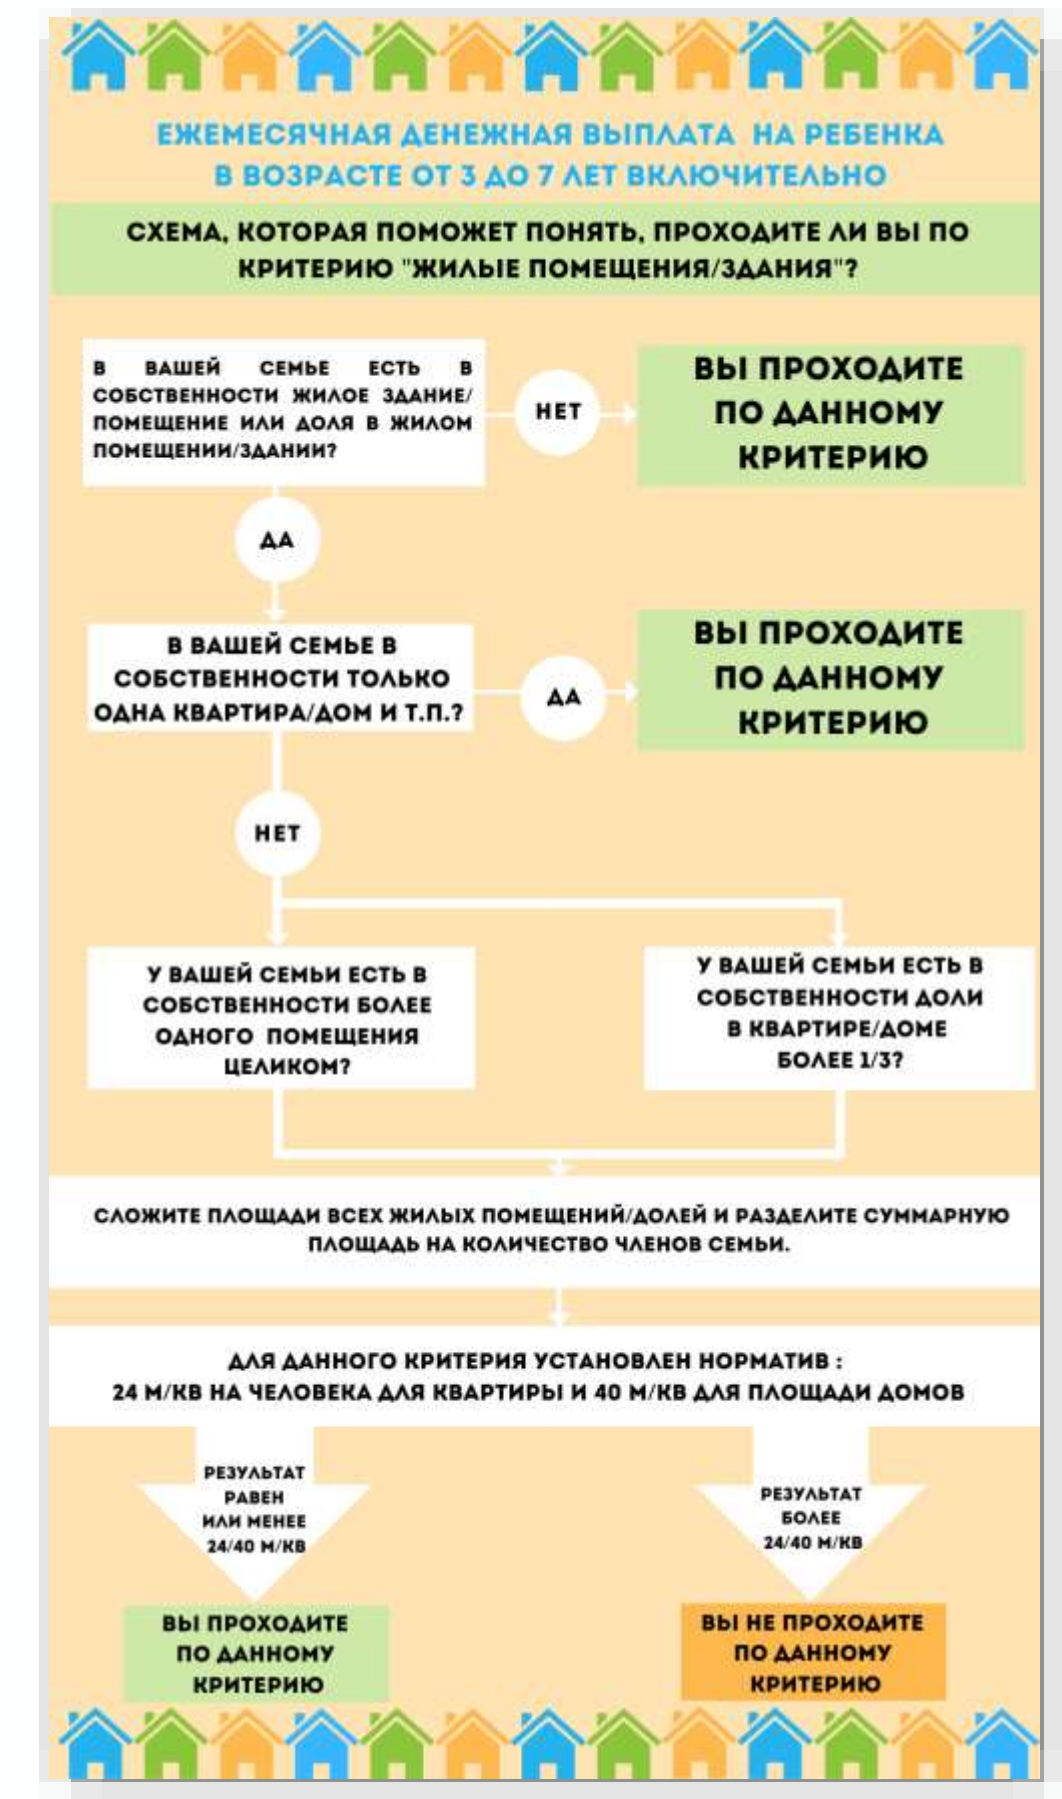 ЕЖЕМЕСЯЧНАЯ ДЕНЕЖНАЯ ВЫПЛАТА НА РЕБЕНКА
В ВОЗРАСТЕ ОТ 3 ДО 7 ЛЕТ ВКЛЮЧИТЕЛЬНО
СХЕМА, КОТОРАЯ ПОМОЖЕТ ПОНЯТЬ, ПРОХОДИТЕ ЛИ ВЫ ПО
КРИТЕРИЮ "ЖИЛЫЕ ПОМЕЩЕНИЯ/ЗДАНИЯ"?
В ВАШЕЙ СЕМЬЕ ЕСТЬ В
СОБСТВЕННОСТИ ЖИЛОЕ ЗДАНИЕ/
ПОМЕЩЕНИЕ ИЛИ ДОЛЯ В ЖИЛОМ
ПОМЕЩЕНИИ/ЗДАНИИ?
НЕТ
ВЫ ПРОХОДИТЕ
ПО ДАННОМУ
КРИТЕРИЮ
ДА
В ВАШЕЙ СЕМЬЕ В
СОБСТВЕННОСТИ ТОЛЬКО
ОДНА КВАРТИРА/ДОМ И Т.П.?
ДА
ВЫ ПРОХОДИТЕ
ПО ДАННОМУ
КРИТЕРИЮ
НЕТ
У ВАШЕЙ СЕМЬИ ЕСТЬ В
СОБСТВЕННОСТИ БОЛЕЕ
ОДНОГО ПОМЕЩЕНИЯ
ЦЕЛИКОМ?
У ВАШЕЙ СЕМЬИ ЕСТЬ В
СОБСТВЕННОСТИ ДОЛИ
В КВАРТИРЕ/ДОМЕ
БОЛЕЕ 1/3?
СЛОЖИТЕ ПЛОЩАДИ ВСЕХ ЖИЛЫХ ПОМЕЩЕНИЙ/ДОЛЕЙ И РАЗДЕЛИТЕ СУММАРНУЮ
ПЛОЩАДЬ НА КОЛИЧЕСТВО ЧЛЕНОВ СЕМЬИ.
ДЛЯ ДАННОГО КРИТЕРИЯ УСТАНОВЛЕН НОРМАТИВ :
24 М/КВ НА ЧЕЛОВЕКА ДЛЯ КВАРТИРЫ И 40 М/КВ ДЛЯ ПЛОЩАДИ ДОМОВ
РЕЗУЛЬТАТ
РАВЕН
ИЛИ МЕНЕЕ
24/40 М/КВ
РЕЗУЛЬТАТ
БОЛЕЕ
24/40 М/КВ
ВЫ ПРОХОДИТЕ
ПО ДАННОМУ
КРИТЕРИЮ
ВЫ НЕ ПРОХОДИТЕ
ПО ДАННОМУ
КРИТЕРИЮ